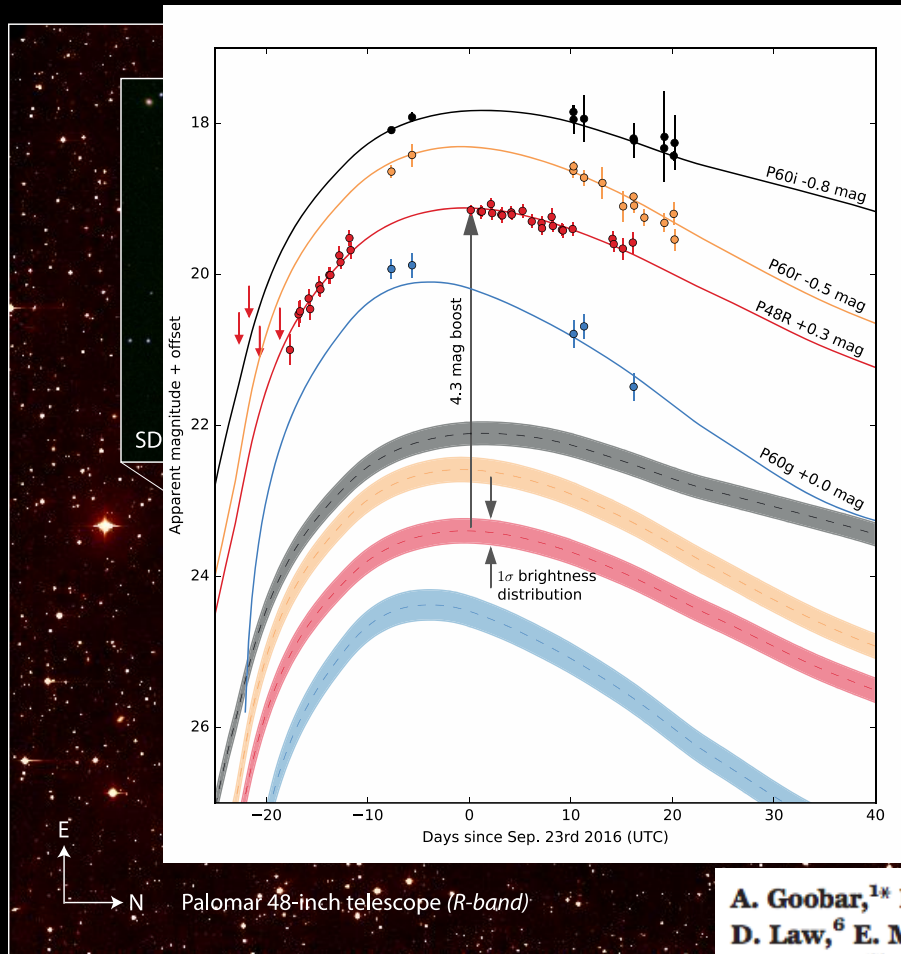 18
20
22
24
26
−20
−10
0
10
20
30
40
Apparent magnitude + offset
Days since Sep. 23rd 2016 (UTC)
P60i -0.8 mag
P60r -0.5 mag
P48R +0.3 mag
P60g +0.0 mag
4.3 mag boost
1σ brightness
distribution
SD
E
N
Palomar 48-inch telescope (R-band)
A. Goobar,¹*
D. Law,⁶ E. M